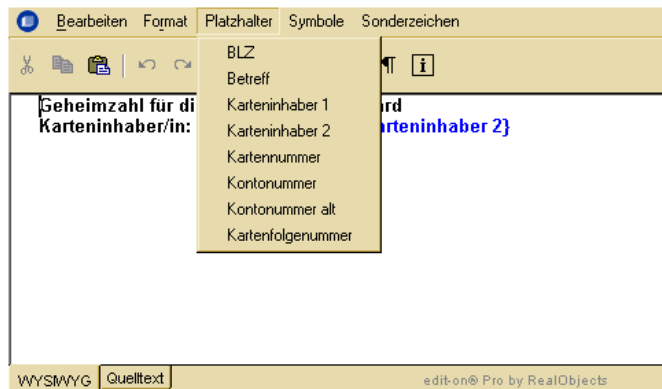 Bearbeiten Format Platzhalter Symbole Sonderzeichen
BLZ
Betreff
Karteninhaber 1
Karteninhaber 2
Kartennummer
Kontonummer
Kontonummer alt
Kartenfolgenummer
¶ i
Geheimzahl für di rd
Karteninhaber/in: rteninhaber 2}
WYSIWYG Quelltext
edit-on® Pro by RealObjects